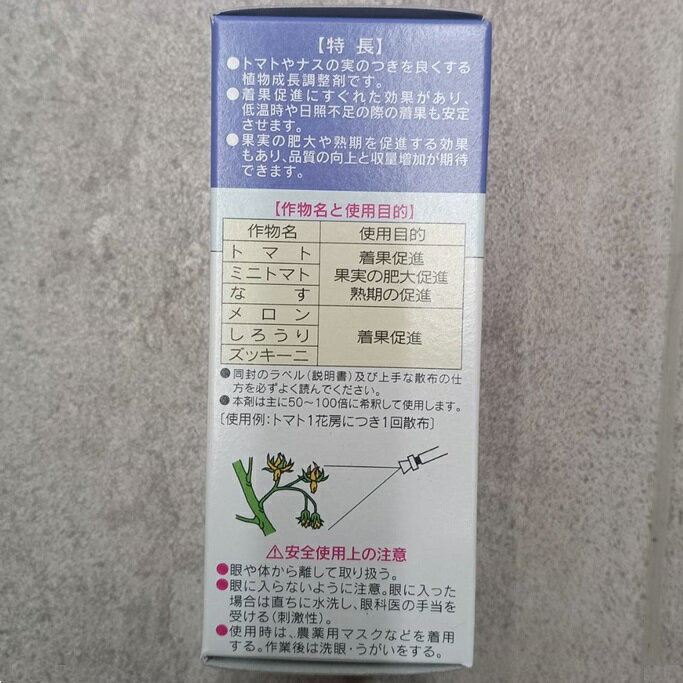 【特長】
●トマトやナスの実のつきを良くする
植物成長調整剤です。
●着果促進にすぐれた効果があり、
低温時や日照不足の際の着果も安定
させます。
●果実の肥大や熟期を促進する効果
もあり、品質の向上と収量増加が期待
できます。
【作物名と使用目的】
作物名 使用目的
トマト 着果促進
ミニトマト 果実の肥大促進
なす 熟期の促進
メロン
しろうり 着果促進
ズッキーニ
●同封のラベル(説明書)及び上手な散布の仕
方を必ずよく読んでください。
●本剤は主に50〜100倍に希釈して使用します。
[使用例:トマト1花房につき1回散布]
⚠安全使用上の注意
●眼や体から離して取り扱う。
●眼に入らないように注意。眼に入った
場合は直ちに水洗し、眼科医の手当を
受ける(刺激性)。
●使用時は、農薬用マスクなどを着用
する。作業後は洗眼・うがいをする。